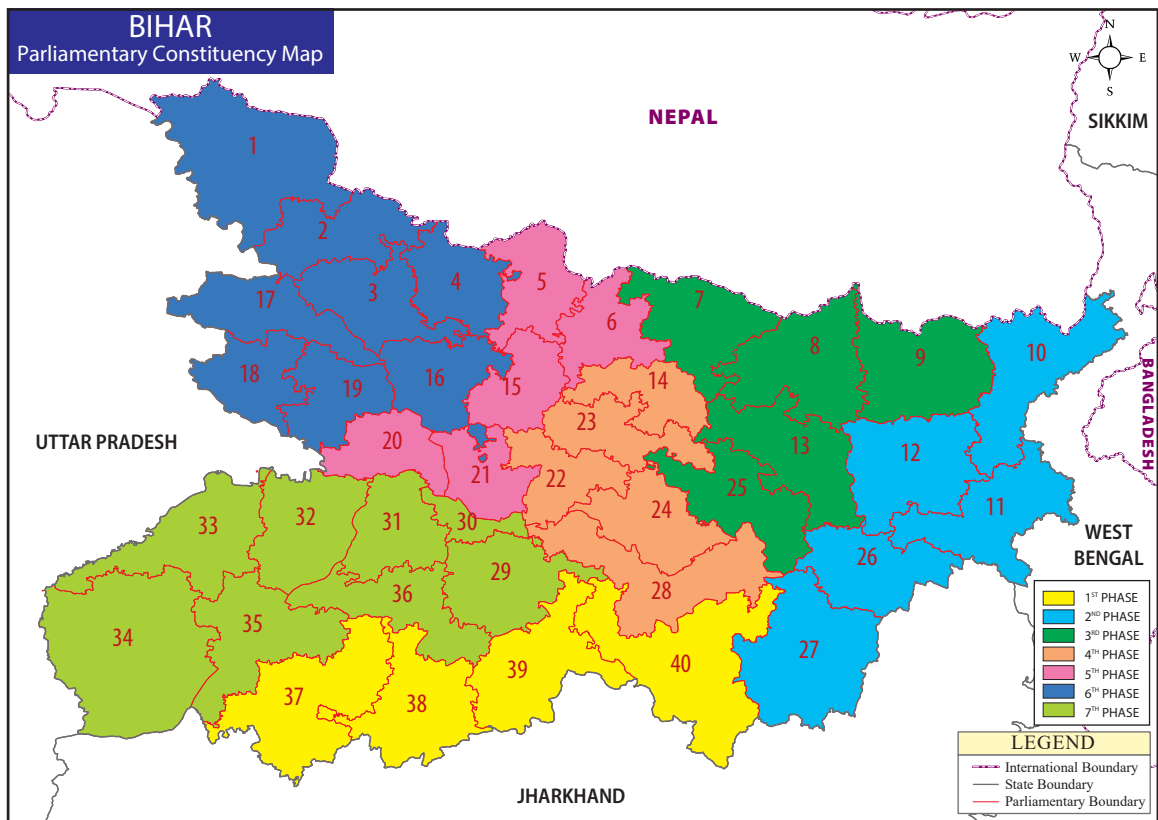 BIHAR
Parliamentary Constituency Map
N
W
E
S
NEPAL
SIKKIM
1
2
3
4
5
6
7
8
9
10
17
18
19
16
15
14
23
13
12
11
BANGLADESH
UTTAR PRADESH
20
21
22
25
24
33
32
31
30
29
26
WEST
BENGAL
36
28
34
35
27
37
38
39
40
1ST PHASE
2ND PHASE
3RD PHASE
4TH PHASE
5TH PHASE
6TH PHASE
7TH PHASE
LEGEND
International Boundary
State Boundary
Parliamentary Boundary
JHARKHAND